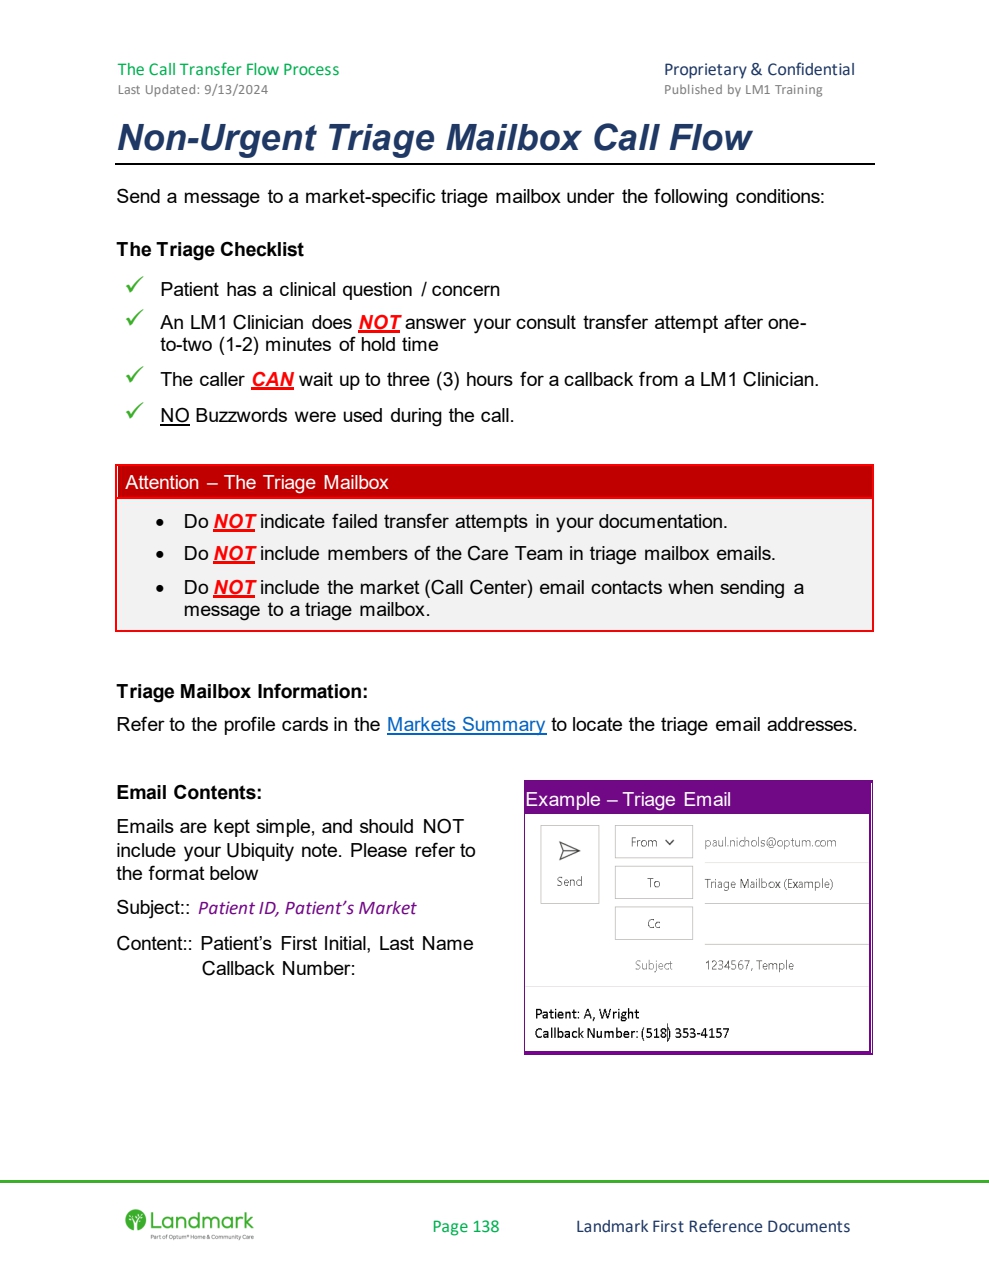 The Call Transfer Flow Process
Proprietary & Confidential
Last Updated: 9/13/2024
Published by LM1 Training
Non-Urgent Triage Mailbox Call Flow
Send a message to a market-specific triage mailbox under the following conditions:
The Triage Checklist
✓ Patient has a clinical question / concern
✓ An LM1 Clinician does NOT answer your consult transfer attempt after one-
to-two (1-2) minutes of hold time
✓ The caller CAN wait up to three (3) hours for a callback from a LM1 Clinician.
✓ NO Buzzwords were used during the call.
Attention – The Triage Mailbox
• Do NOT indicate failed transfer attempts in your documentation.
• Do NOT include members of the Care Team in triage mailbox emails.
• Do NOT include the market (Call Center) email contacts when sending a
message to a triage mailbox.
Triage Mailbox Information:
Refer to the profile cards in the Markets Summary to locate the triage email addresses.
Email Contents:
Emails are kept simple, and should NOT
include your Ubiquity note. Please refer to
the format below
Subject:: Patient ID, Patient's Market
Content:: Patient's First Initial, Last Name
Callback Number:
Example – Triage Email
Send
From
paul.nichols@optum.com
To
Triage Mailbox (Example)
Cc
Subject
1234567, Temple
Patient: A, Wright
Callback Number: (518) 353-4157
Landmark
Part of Optum® Home & Community Care
Page 138
Landmark First Reference Documents